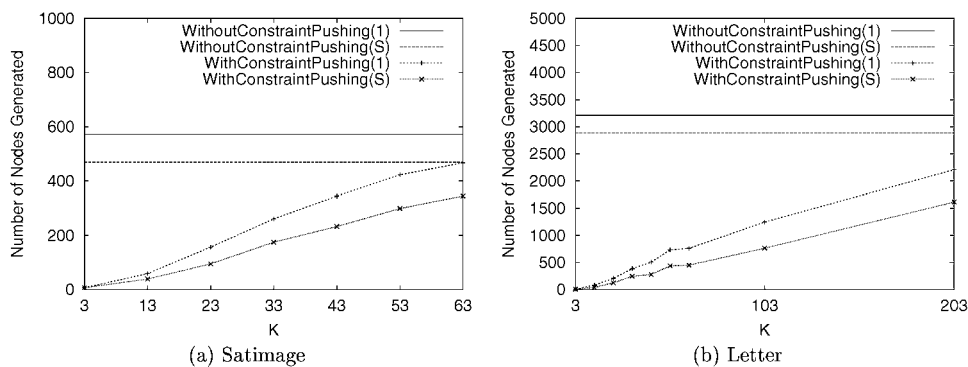 1000
800
600
400
200
0
Number of Nodes Generated
WithoutConstraintPushing(1)
WithoutConstraintPushing(S)
WithConstraintPushing(1)
WithConstraintPushing(S)
3 13 23 33 43 53 63
K
(a) Satimage
5000
4500
4000
3500
3000
2500
2000
1500
1000
500
0
Number of Nodes Generated
WithoutConstraintPushing(1)
WithoutConstraintPushing(S)
WithConstraintPushing(1)
WithConstraintPushing(S)
3 103 203
K
(b) Letter